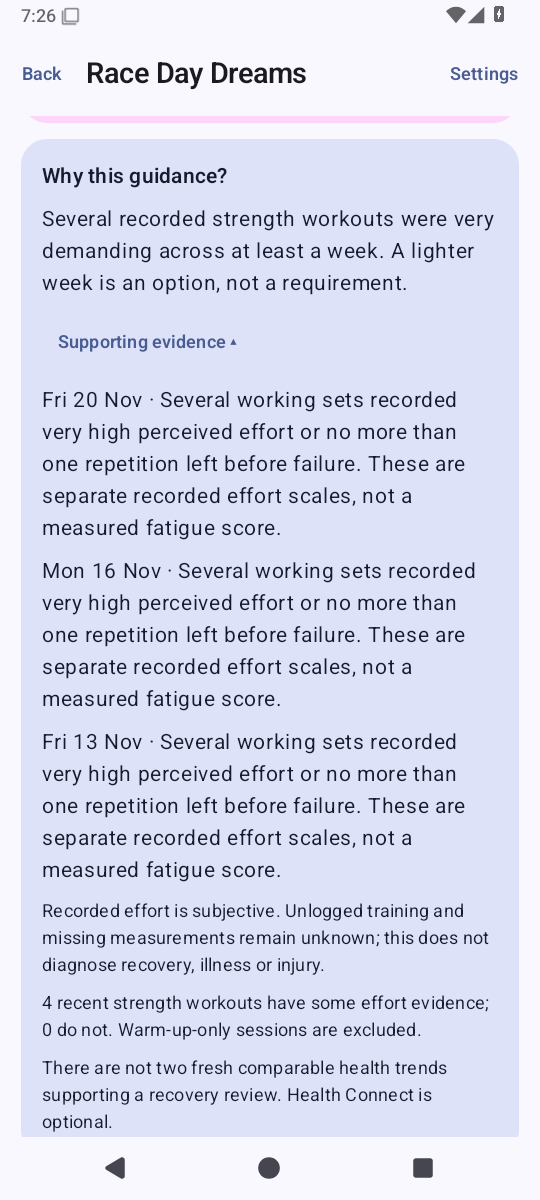 7:26
Back Race Day Dreams Settings
Why this guidance?
Several recorded strength workouts were very
demanding across at least a week. A lighter
week is an option, not a requirement.
Supporting evidence ▴
Fri 20 Nov · Several working sets recorded
very high perceived effort or no more than
one repetition left before failure. These are
separate recorded effort scales, not a
measured fatigue score.
Mon 16 Nov · Several working sets recorded
very high perceived effort or no more than
one repetition left before failure. These are
separate recorded effort scales, not a
measured fatigue score.
Fri 13 Nov · Several working sets recorded
very high perceived effort or no more than
one repetition left before failure. These are
separate recorded effort scales, not a
measured fatigue score.
Recorded effort is subjective. Unlogged training and
missing measurements remain unknown; this does not
diagnose recovery, illness or injury.
4 recent strength workouts have some effort evidence;
0 do not. Warm-up-only sessions are excluded.
There are not two fresh comparable health trends
supporting a recovery review. Health Connect is
optional.